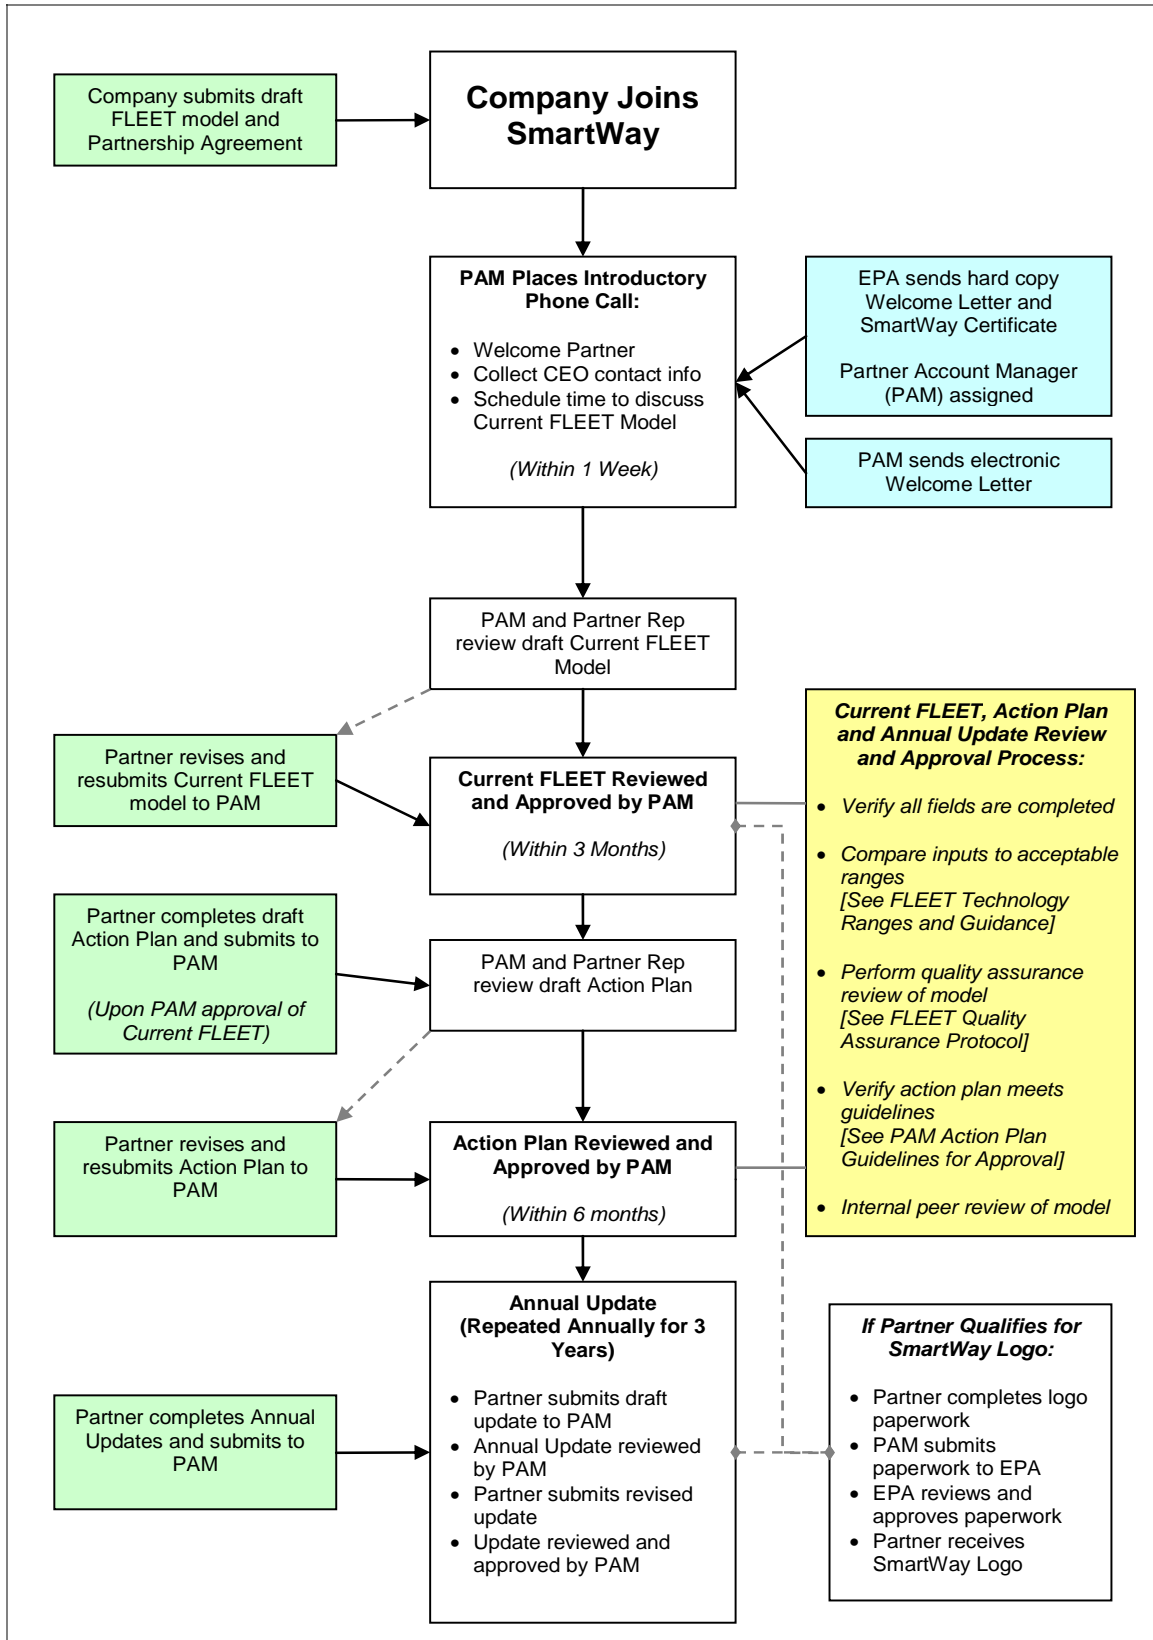 Company submits draft
FLEET model and
Partnership Agreement
Company Joins
SmartWay
PAM Places Introductory
Phone Call:
• Welcome Partner
• Collect CEO contact info
• Schedule time to discuss
Current FLEET Model
(Within 1 Week)
EPA sends hard copy
Welcome Letter and
SmartWay Certificate
Partner Account Manager
(PAM) assigned
PAM sends electronic
Welcome Letter
PAM and Partner Rep
review draft Current FLEET
Model
Partner revises and
resubmits Current FLEET
model to PAM
Current FLEET Reviewed
and Approved by PAM
(Within 3 Months)
Current FLEET, Action Plan
and Annual Update Review
and Approval Process:
• Verify all fields are completed
• Compare inputs to acceptable
ranges
[See FLEET Technology
Ranges and Guidance]
• Perform quality assurance
review of model
[See FLEET Quality
Assurance Protocol]
• Verify action plan meets
guidelines
[See PAM Action Plan
Guidelines for Approval]
• Internal peer review of model
Partner completes draft
Action Plan and submits to
PAM
(Upon PAM approval of
Current FLEET)
PAM and Partner Rep
review draft Action Plan
Partner revises and
resubmits Action Plan to
PAM
Action Plan Reviewed and
Approved by PAM
(Within 6 months)
Partner completes Annual
Updates and submits to
PAM
Annual Update
(Repeated Annually for 3
Years)
• Partner submits draft
update to PAM
• Annual Update reviewed
by PAM
• Partner submits revised
update
• Update reviewed and
approved by PAM
If Partner Qualifies for
SmartWay Logo:
• Partner completes logo
paperwork
• PAM submits
paperwork to EPA
• EPA reviews and
approves paperwork
• Partner receives
SmartWay Logo